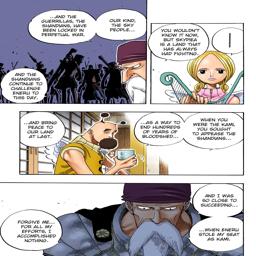 OUR KIND,
THE SKY
PEOPLE...
...AND THE
GUERRILLAS, THE
SHANDIANS, HAVE
BEEN LOCKED IN
PERPETUAL WAR.
AND THE
SHANDIANS
CONTINUE TO
CHALLENGE
ENERU TO
THIS DAY.
!
YOU WOULDN'T
KNOW IT NOW,
BUT SKYPIEA
IS A LAND THAT
HAS ALWAYS
HAD FIGHTING.
WHEN YOU
WERE THE KAMI,
YOU SOUGHT
TO APPEASE THE
SHANDIANS...
...AS A WAY TO
END HUNDREDS
OF YEARS OF
BLOODSHED...
...AND BRING
PEACE TO
OUR LAND
AT LAST.
AND I WAS
SO CLOSE TO
SUCCEEDING...
...WHEN ENERU
STOLE MY SEAT
AS KAMI.
FORGIVE ME...
FOR ALL MY
EFFORTS, I
ACCOMPLISHED
NOTHING.